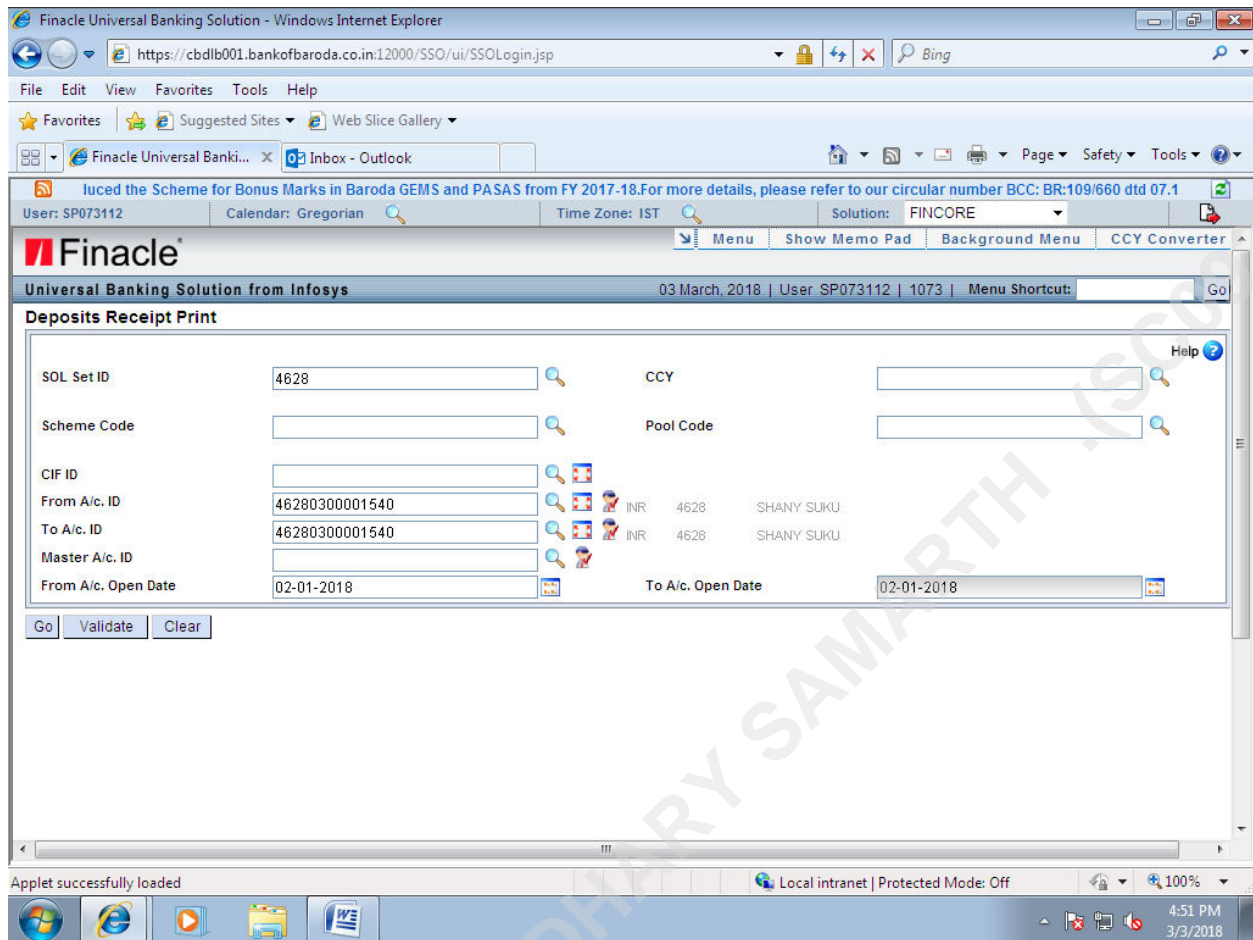 Finacle Universal Banking Solution - Windows Internet Explorer
https://cbdlb001.bankofbaroda.co.in:12000/SSO/ui/SSOLogin.jsp Bing
File Edit View Favorites Tools Help
Favorites Suggested Sites Web Slice Gallery
Finacle Universal Banki... X Inbox - Outlook Page Safety Tools
luced the Scheme for Bonus Marks in Baroda GEMS and PASAS from FY 2017-18.For more details, please refer to our circular number BCC: BR:109/660 dtd 07.1
User: SP073112 Calendar: Gregorian Time Zone: IST Solution: FINCORE
Menu Show Memo Pad Background Menu CCY Converter
Finacle
Universal Banking Solution from Infosys 03 March, 2018 | User SP073112 | 1073 | Menu Shortcut: Go
Deposits Receipt Print
Help ?
SOL Set ID 4628 CCY
Scheme Code Pool Code
CIF ID
From A/c. ID 46280300001540 INR 4628 SHANY SUKU
To A/c. ID 46280300001540 INR 4628 SHANY SUKU
Master A/c. ID
From A/c. Open Date 02-01-2018 To A/c. Open Date 02-01-2018
Go Validate Clear
Applet successfully loaded Local intranet | Protected Mode: Off 100%
4:51 PM
3/3/2018
DHARY SAMARTH .(SC00